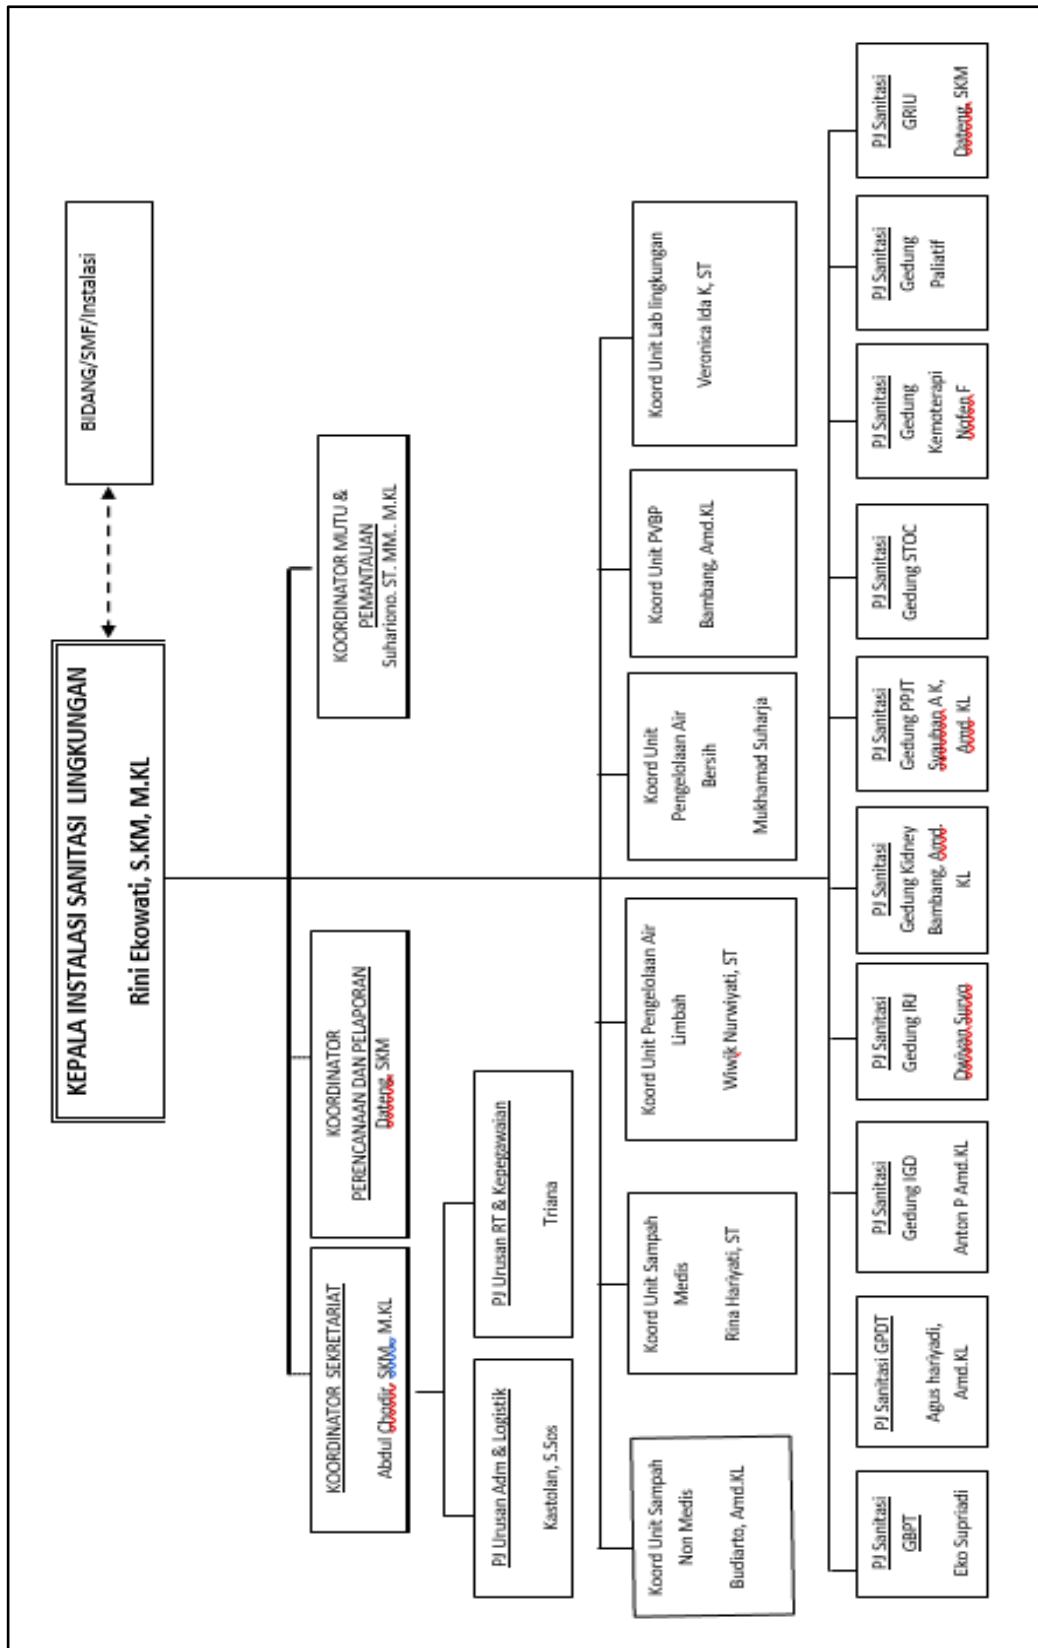 KEPALA INSTALASI SANITASI LINGKUNGAN
Rini Ekowati, S.KM, M.KL
BIDANG/SMF/Instalasi
KOORDINATOR SEKRETARIAT
Abdul Chodir, SKM., M.KL
KOORDINATOR
PERENCANAAN DAN PELAPORAN
Dateng, SKM
KOORDINATOR MUTU &
PEMANTAUAN
Suhariono. ST. MM.. M.KL
PJ Urusan Adm & Logistik
Kastolan, S.Sos
PJ Urusan RT & Kepegawaian
Triana
Koord Unit Sampah
Non Medis
Budiarto, Amd.KL
Koord Unit Sampah
Medis
Rina Hariyati, ST
Koord Unit Pengelolaan Air
Limbah
Wiwik Nurwiyati, ST
Koord Unit
Pengelolaan Air
Bersih
Mukhamad Suharja
Koord Unit PVBP
Bambang, Amd.KL
Koord Unit Lab lingkungan
Veronica Ida K, ST
PJ Sanitasi
GBPT
Eko Supriadi
PJ Sanitasi GPDT
Agus hariyadi,
Amd.KL
PJ Sanitasi
Gedung IGD
Anton P Amd.KL
PJ Sanitasi
Gedung IRJ
Dwiyan Suryo
PJ Sanitasi
Gedung Kidney
Bambang, Amd.
KL
PJ Sanitasi
Gedung PPJT
Syauban A K,
Amd. KL
PJ Sanitasi
Gedung STOC
PJ Sanitasi
Gedung
Kemoterapi
Nofen F
PJ Sanitasi
Gedung
Paliatif
PJ Sanitasi
GRIU
Dateng, SKM